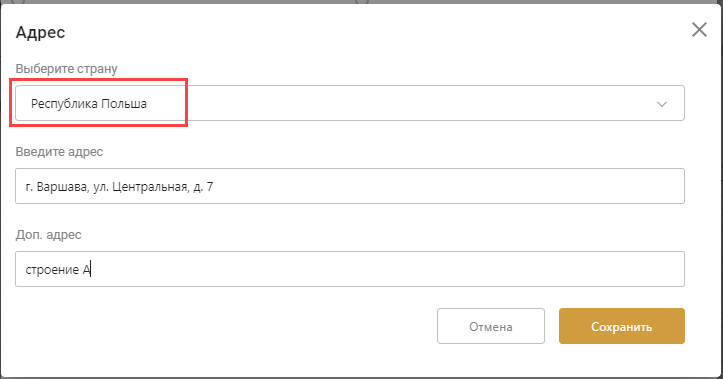 Адрес
Выберите страну
Республика Польша
Введите адрес
г. Варшава, ул. Центральная, д. 7
Доп. адрес
строение А
Отмена
Сохранить